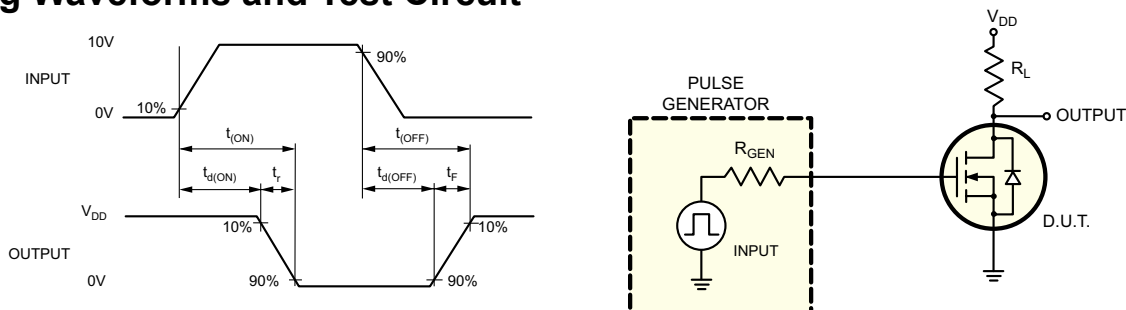 g Waveforms and Test Circuit
10V
INPUT
0V
10%
90%
t(ON)
t(OFF)
td(ON)
tr
td(OFF)
tF
VDD
OUTPUT
0V
10%
10%
90%
90%
VDD
RL
OUTPUT
PULSE
GENERATOR
RGEN
INPUT
D.U.T.